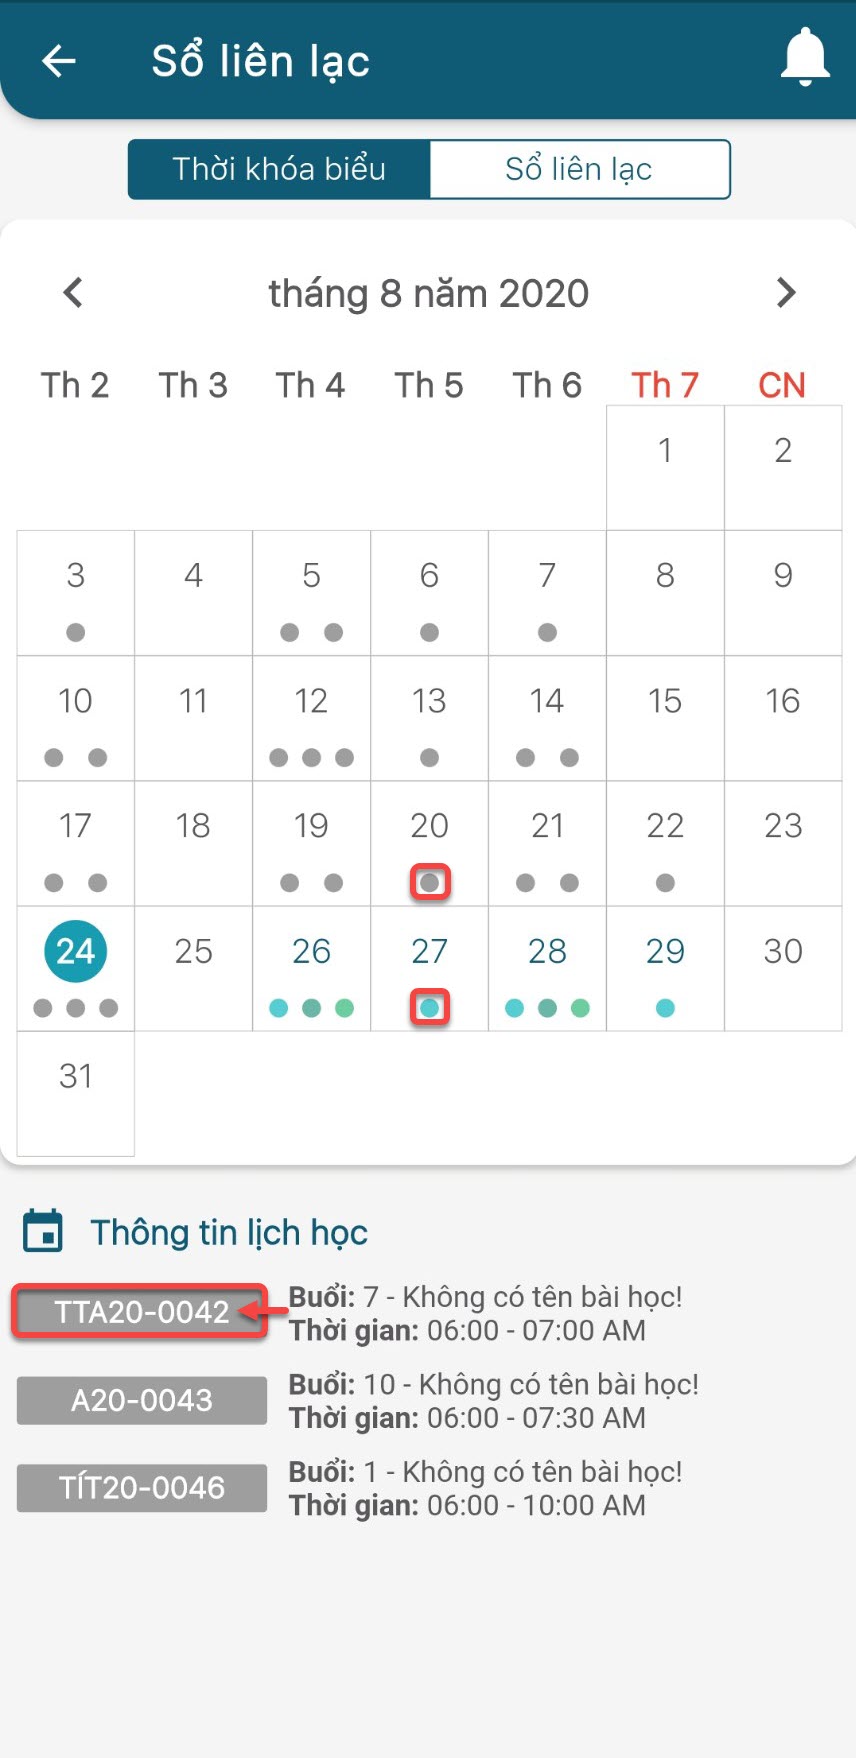 Sổ liên lạc
Thời khóa biểu Sổ liên lạc
tháng 8 năm 2020
Th 2 Th 3 Th 4 Th 5 Th 6 Th 7 CN
1 2
3 4 5 6 7 8 9
10 11 12 13 14 15 16
17 18 19 20 21 22 23
24 25 26 27 28 29 30
31
Thông tin lịch học
TTA20-0042
Buổi: 7 - Không có tên bài học!
Thời gian: 06:00 - 07:00 AM
A20-0043
Buổi: 10 - Không có tên bài học!
Thời gian: 06:00 - 07:30 AM
TÍT20-0046
Buổi: 1 - Không có tên bài học!
Thời gian: 06:00 - 10:00 AM